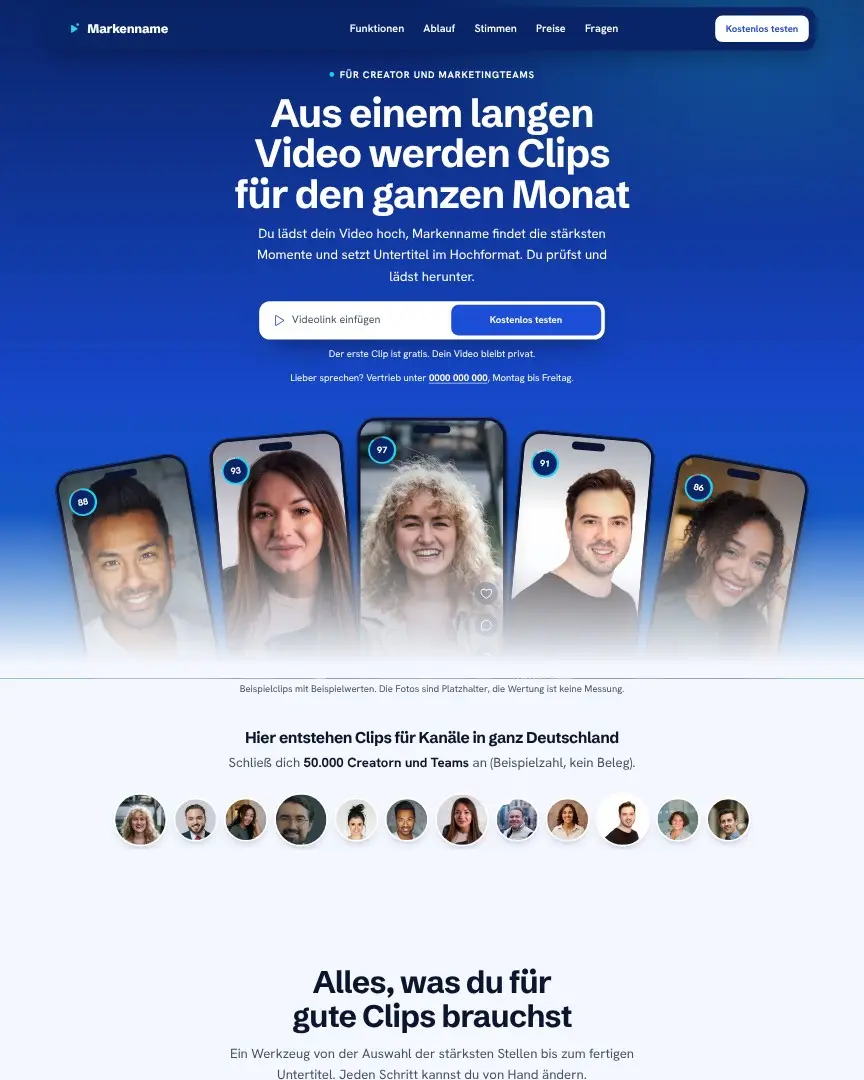 Markenname
Funktionen Ablauf Stimmen Preise Fragen
Kostenlos testen
FÜR CREATOR UND MARKETINGTEAMS
Aus einem langen
Video werden Clips
für den ganzen Monat
Du lädst dein Video hoch, Markenname findet die stärksten
Momente und setzt Untertitel im Hochformat. Du prüfst und
lädst herunter.
Videolink einfügen
Kostenlos testen
Der erste Clip ist gratis. Dein Video bleibt privat.
Lieber sprechen? Vertrieb unter 0000 000 000, Montag bis Freitag.
88
93
97
91
86
Beispielclips mit Beispielwerten. Die Fotos sind Platzhalter, die Wertung ist keine Messung.
Hier entstehen Clips für Kanäle in ganz Deutschland
Schließ dich 50.000 Creatorn und Teams an (Beispielzahl, kein Beleg).
Alles, was du für
gute Clips brauchst
Ein Werkzeug von der Auswahl der stärksten Stellen bis zum fertigen
Untertitel. Jeden Schritt kannst du von Hand ändern.